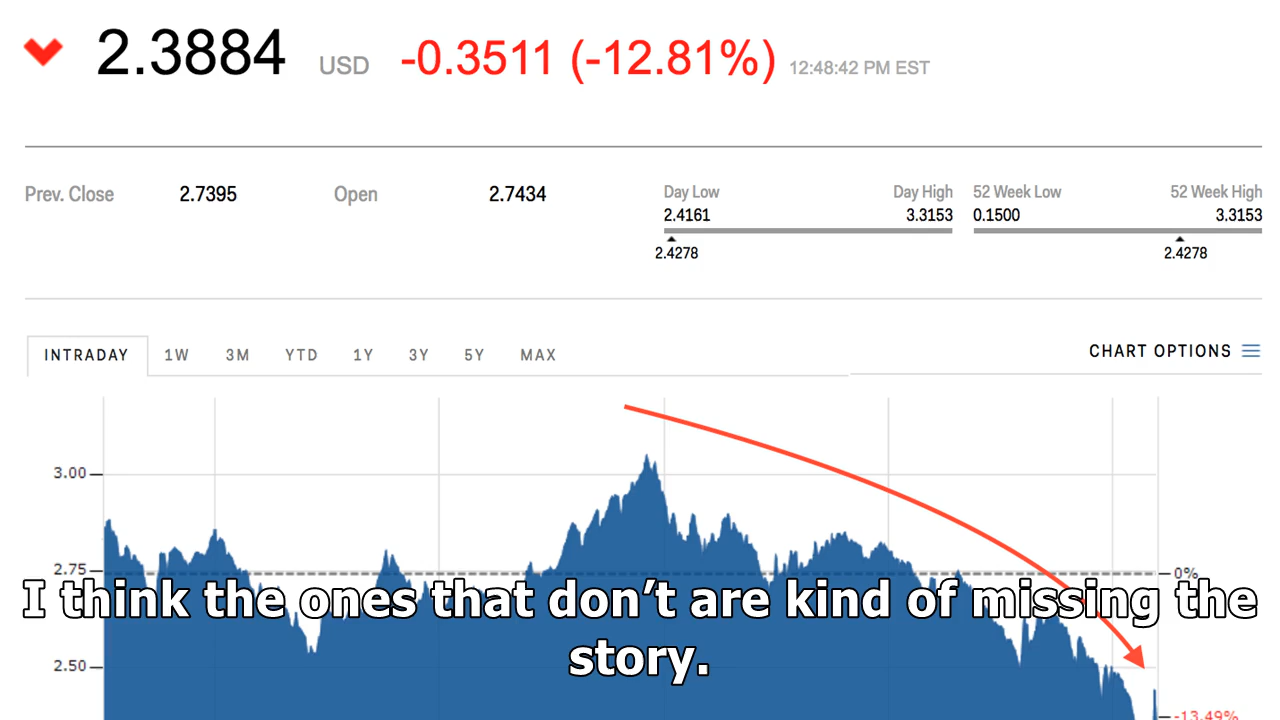 2.3884 USD -0.3511 (-12.81%) 12:48:42 PM EST
Prev. Close 2.7395 Open 2.7434
Day Low Day High 52 Week Low 52 Week High
2.4161 3.3153 0.1500 3.3153
2.4278 2.4278
INTRADAY 1W 3M YTD 1Y 3Y 5Y MAX CHART OPTIONS
3.00
2.75 0%
I think the ones that don’t are kind of missing the
story.
2.50
-13.49%